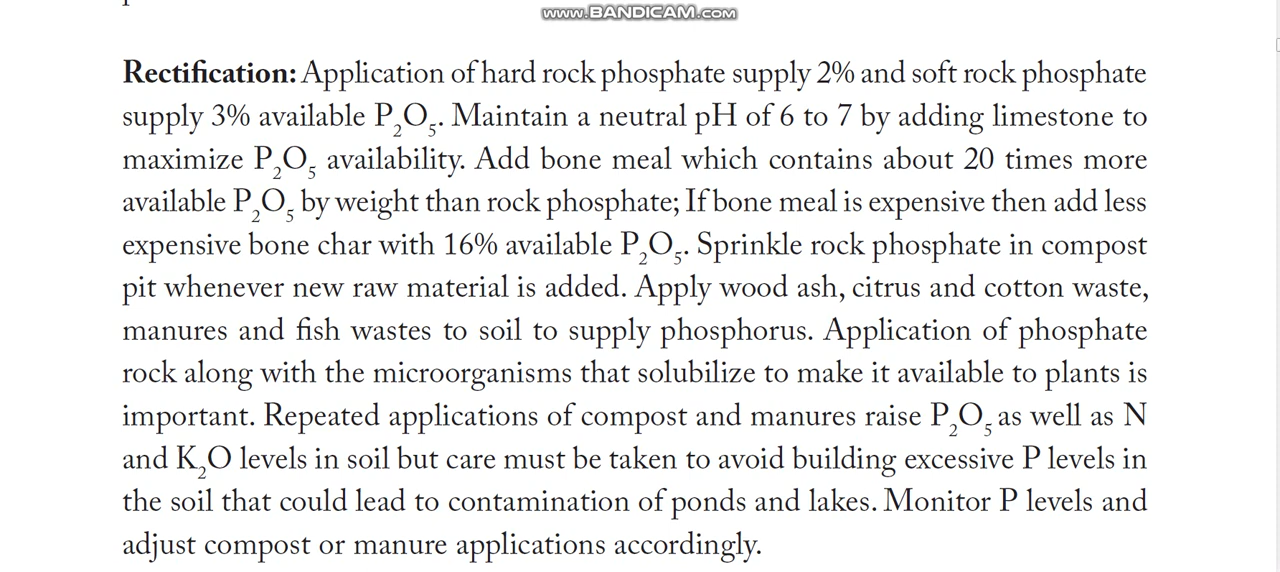 www.BANDICAM.com
Rectification: Application of hard rock phosphate supply 2% and soft rock phosphate
supply 3% available P₂O₅. Maintain a neutral pH of 6 to 7 by adding limestone to
maximize P₂O₅ availability. Add bone meal which contains about 20 times more
available P₂O₅ by weight than rock phosphate; If bone meal is expensive then add less
expensive bone char with 16% available P₂O₅. Sprinkle rock phosphate in compost
pit whenever new raw material is added. Apply wood ash, citrus and cotton waste,
manures and fish wastes to soil to supply phosphorus. Application of phosphate
rock along with the microorganisms that solubilize to make it available to plants is
important. Repeated applications of compost and manures raise P₂O₅ as well as N
and K₂O levels in soil but care must be taken to avoid building excessive P levels in
the soil that could lead to contamination of ponds and lakes. Monitor P levels and
adjust compost or manure applications accordingly.